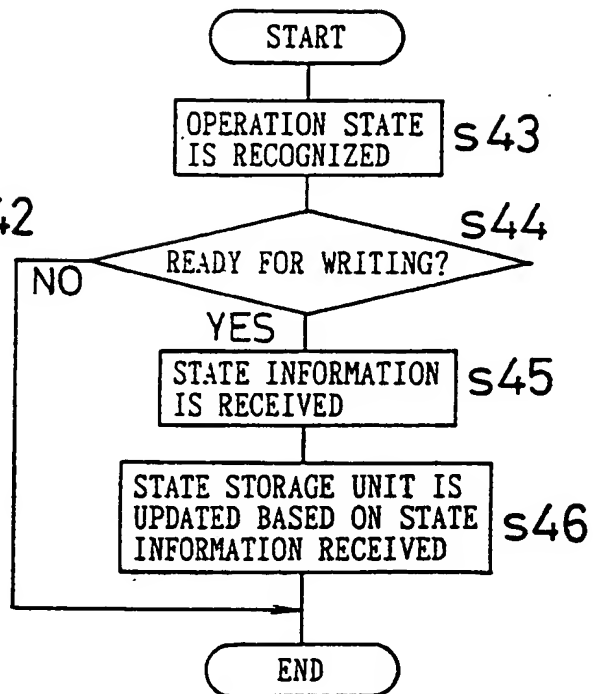 START
OPERATION STATE
IS RECOGNIZED
s43
s44
READY FOR WRITING?
NO
YES
STATE INFORMATION
IS RECEIVED
s45
STATE STORAGE UNIT IS
UPDATED BASED ON STATE
INFORMATION RECEIVED
s46
END